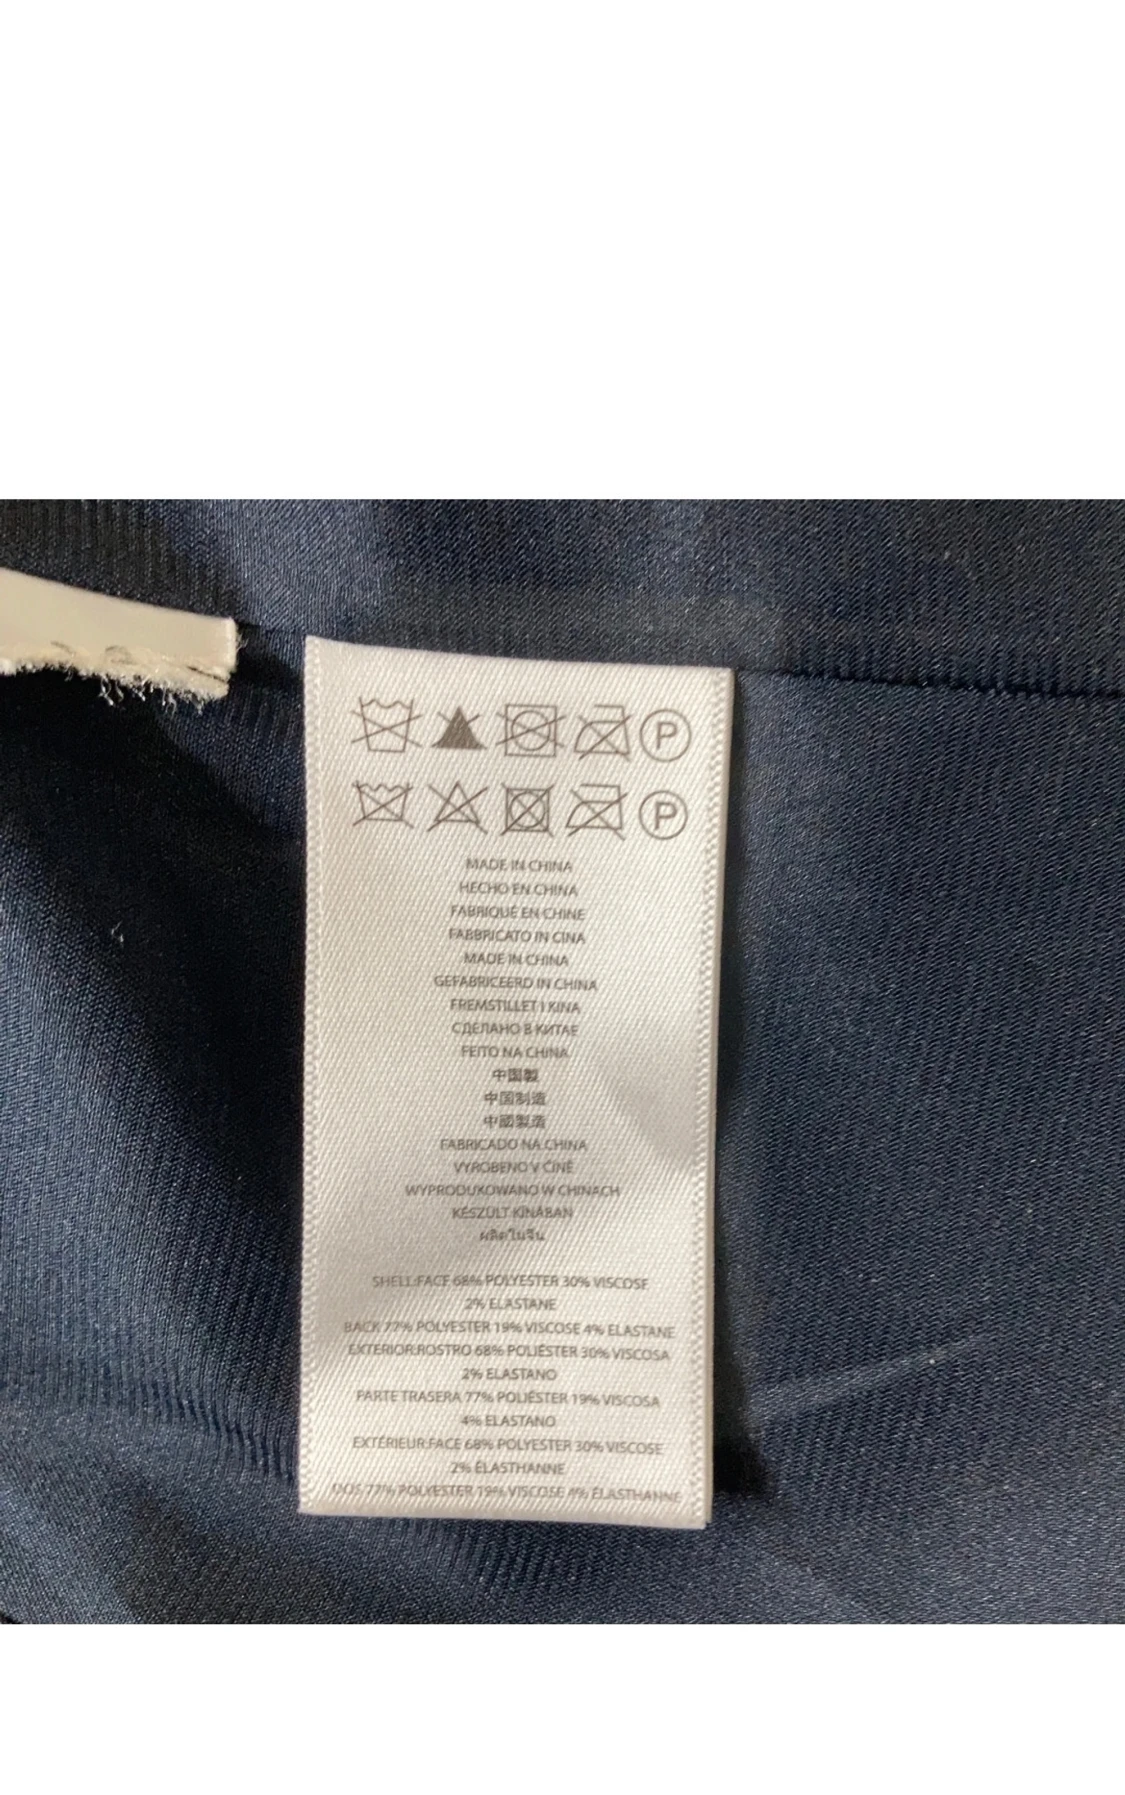 P
P
MADE IN CHINA
HECHO EN CHINA
FABRIQUÉ EN CHINE
FABBRICATO IN CINA
MADE IN CHINA
GEFABRICEERD IN CHINA
FREMSTILLET I KINA
СДЕЛАНО В КИТАЕ
FEITO NA CHINA
中国製
中国制造
中國製造
FABRICADO NA CHINA
VYROBENO V ČÍNĚ
WYPRODUKOWANO W CHINACH
KÉSZÜLT KÍNÁBAN
ผลิตในจีน
SHELL:FACE 68% POLYESTER 30% VISCOSE
2% ELASTANE
BACK 77% POLYESTER 19% VISCOSE 4% ELASTANE
EXTERIOR:ROSTRO 68% POLIÉSTER 30% VISCOSA
2% ELASTANO
PARTE TRASERA 77% POLIÉSTER 19% VISCOSA
4% ELASTANO
EXTÉRIEUR:FACE 68% POLYESTER 30% VISCOSE
2% ÉLASTHANNE
DOS 77% POLYESTER 19% VISCOSE 4% ÉLASTHANNE